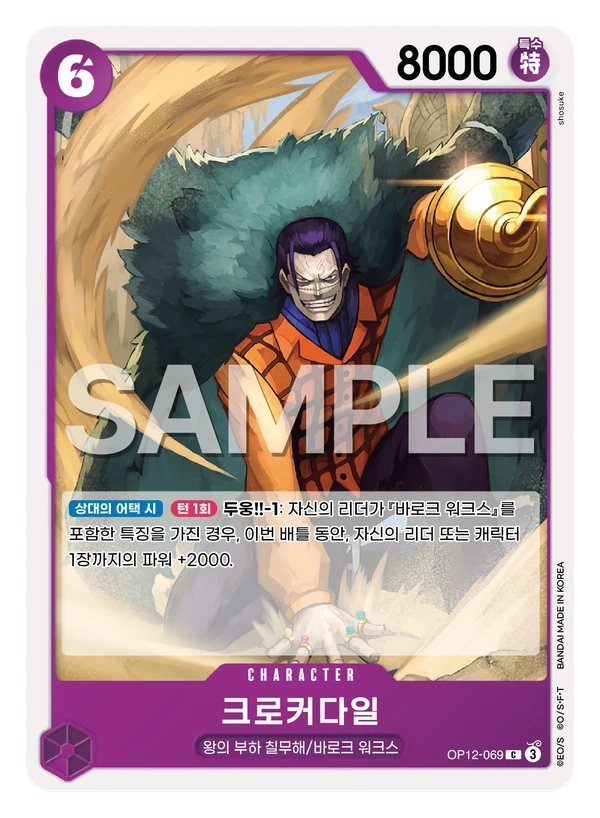 6
8000
특수
特
shosuke
SAMPLE
상대의 어택 시 턴 1회 두웅!!-1: 자신의 리더가 『바로크 워크스』를
포함한 특징을 가진 경우, 이번 배틀 동안, 자신의 리더 또는 캐릭터
1장까지의 파워 +2000.
CHARACTER
크로커다일
왕의 부하 칠무해/바로크 워크스
OP12-069 C 3
©EO/S ©O/S·F·T BANDAI MADE IN KOREA